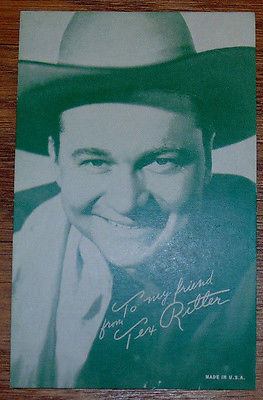 To my friend
from
Tex Ritter
MADE IN U.S.A.